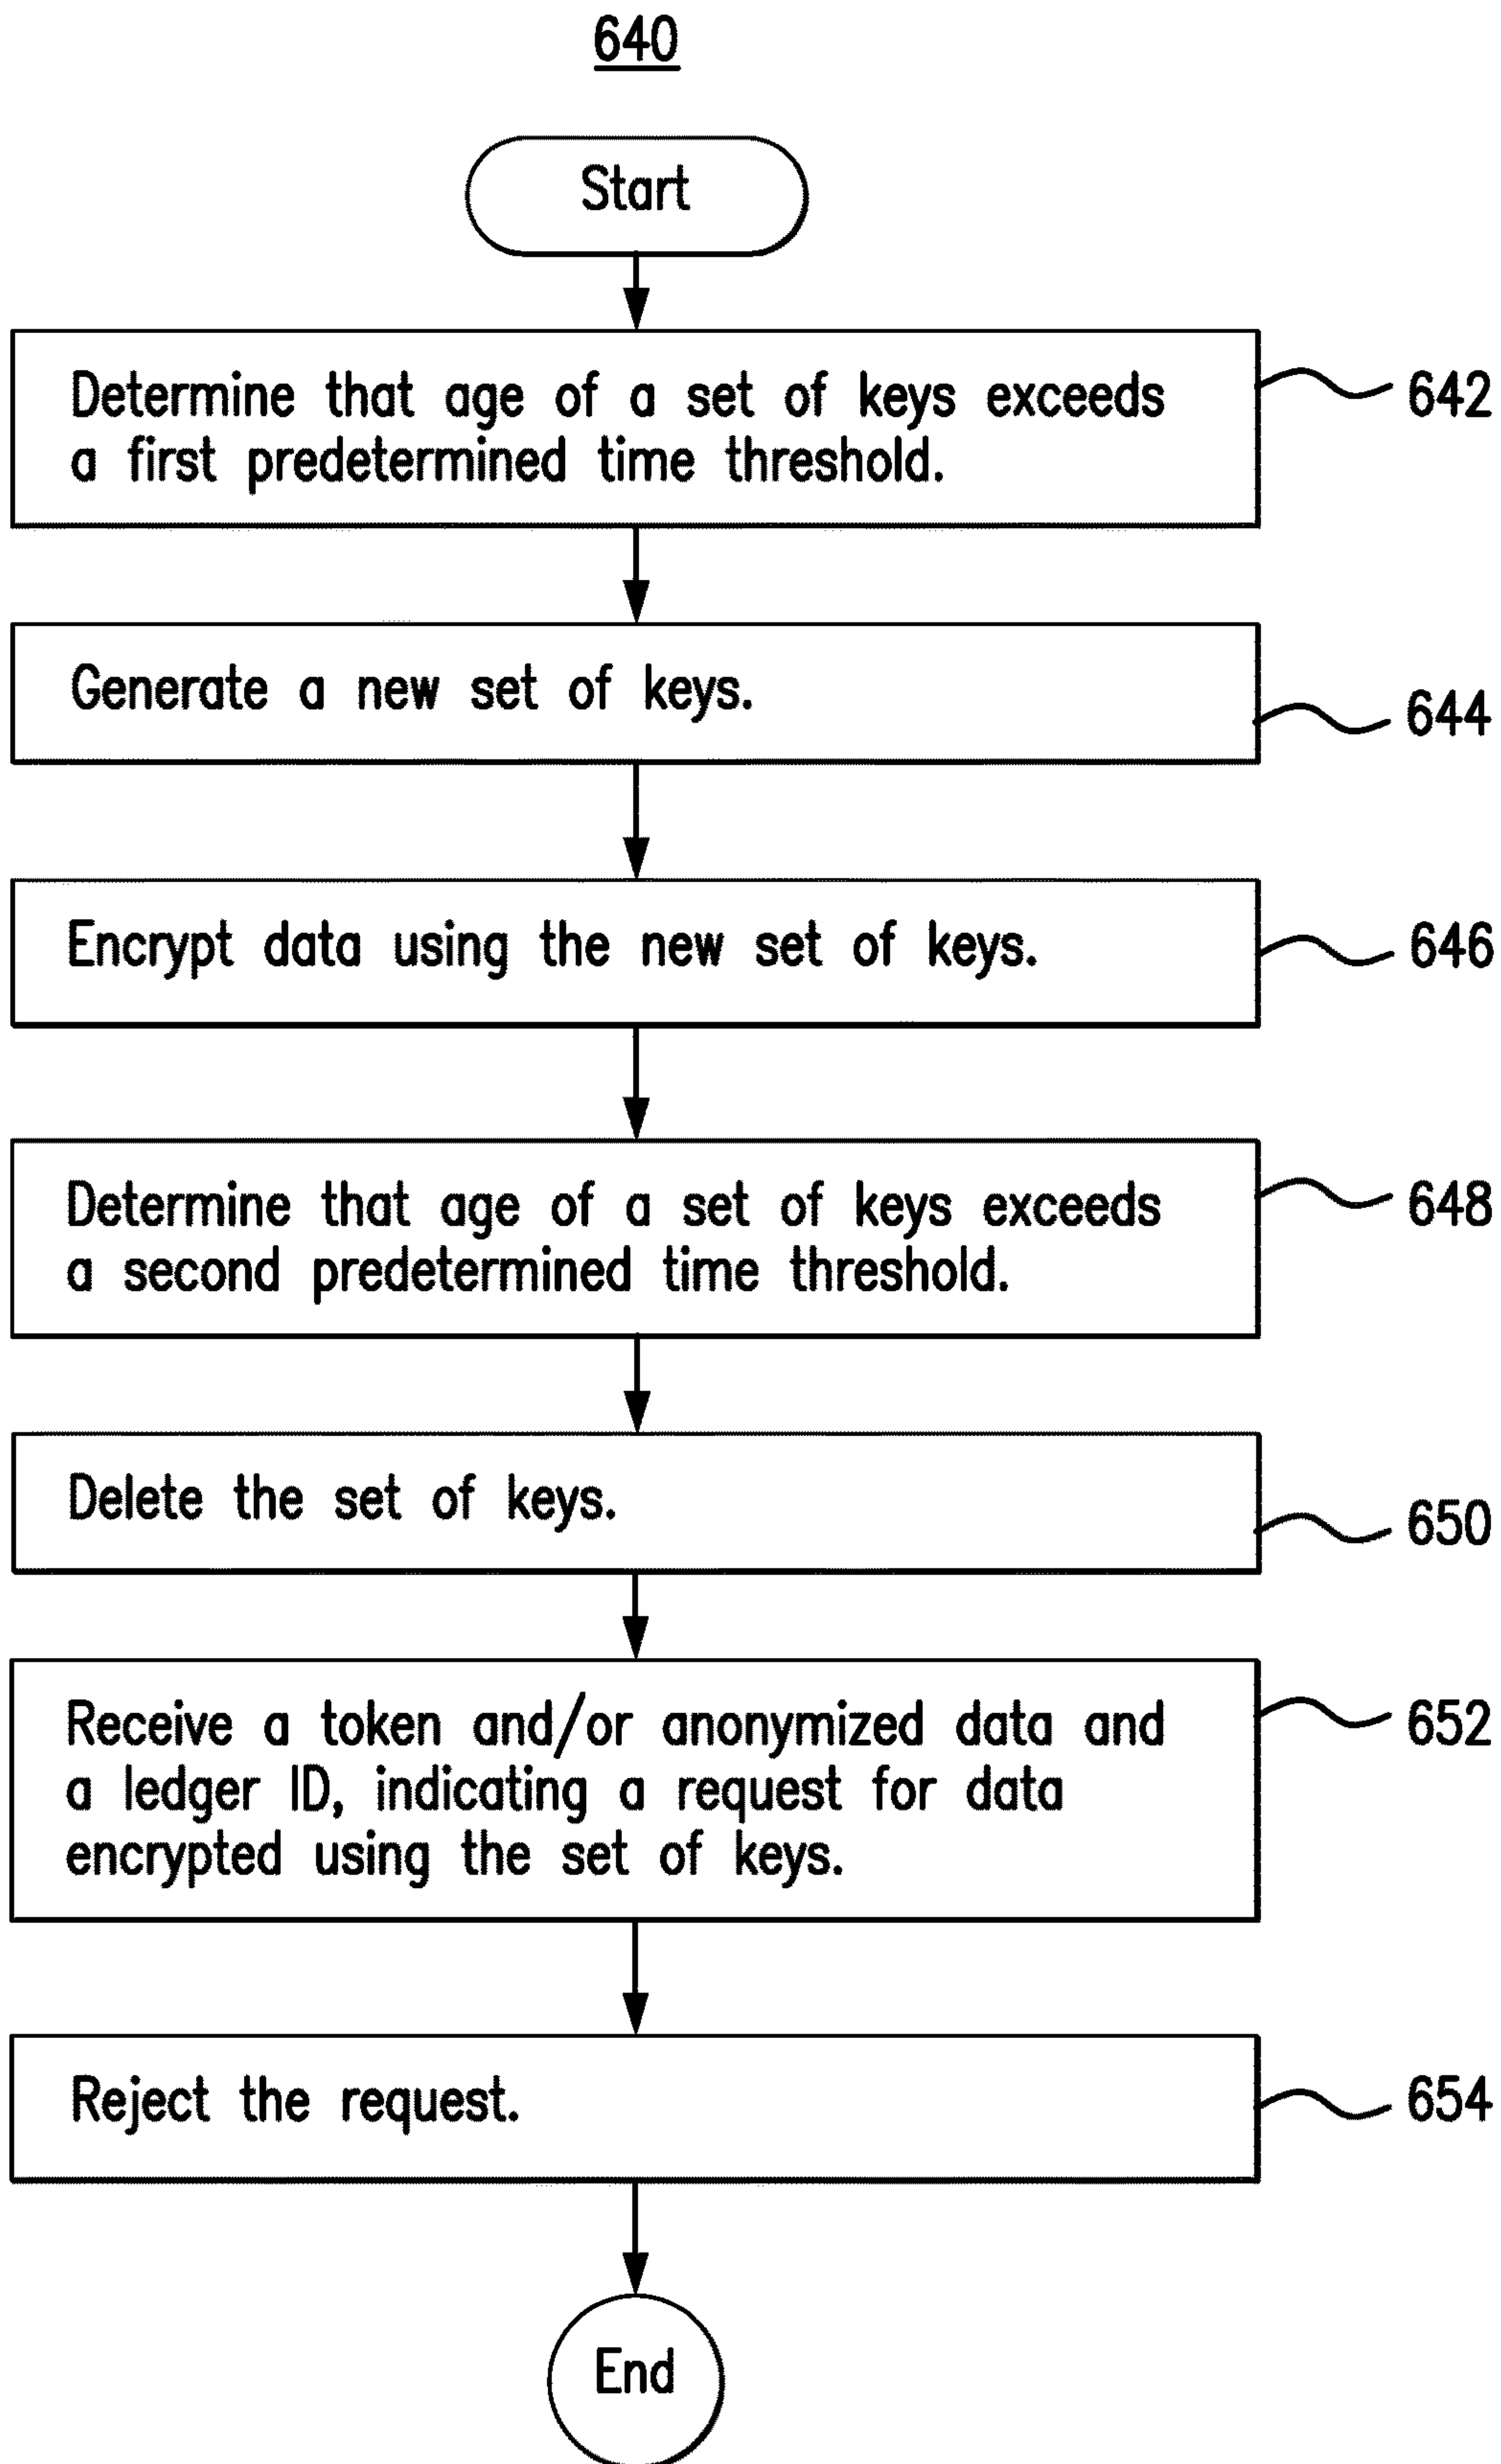 640
Start
Determine that age of a set of keys exceeds
a first predetermined time threshold.
642
Generate a new set of keys.
644
Encrypt data using the new set of keys.
646
Determine that age of a set of keys exceeds
a second predetermined time threshold.
648
Delete the set of keys.
650
Receive a token and/or anonymized data and
a ledger ID, indicating a request for data
encrypted using the set of keys.
652
Reject the request.
654
End